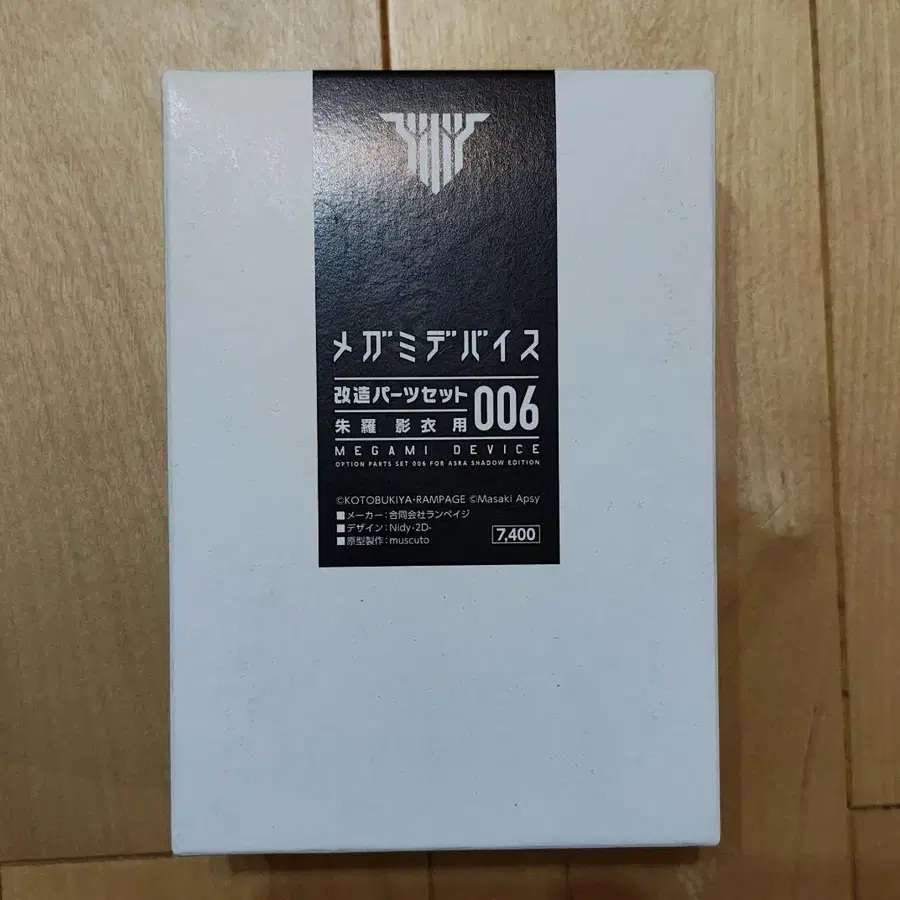 メガミデバイス
改造パーツセット 006
朱羅 影衣 用
MEGAMI DEVICE
OPTION PARTS SET 006 FOR ASRA SHADOW EDITION
©KOTOBUKIYA・RAMPAGE ©Masaki Apsy
■メーカー:合同会社ランペイジ
■デザイン:Nidy-2D-
■原型製作:muscuto
7,400